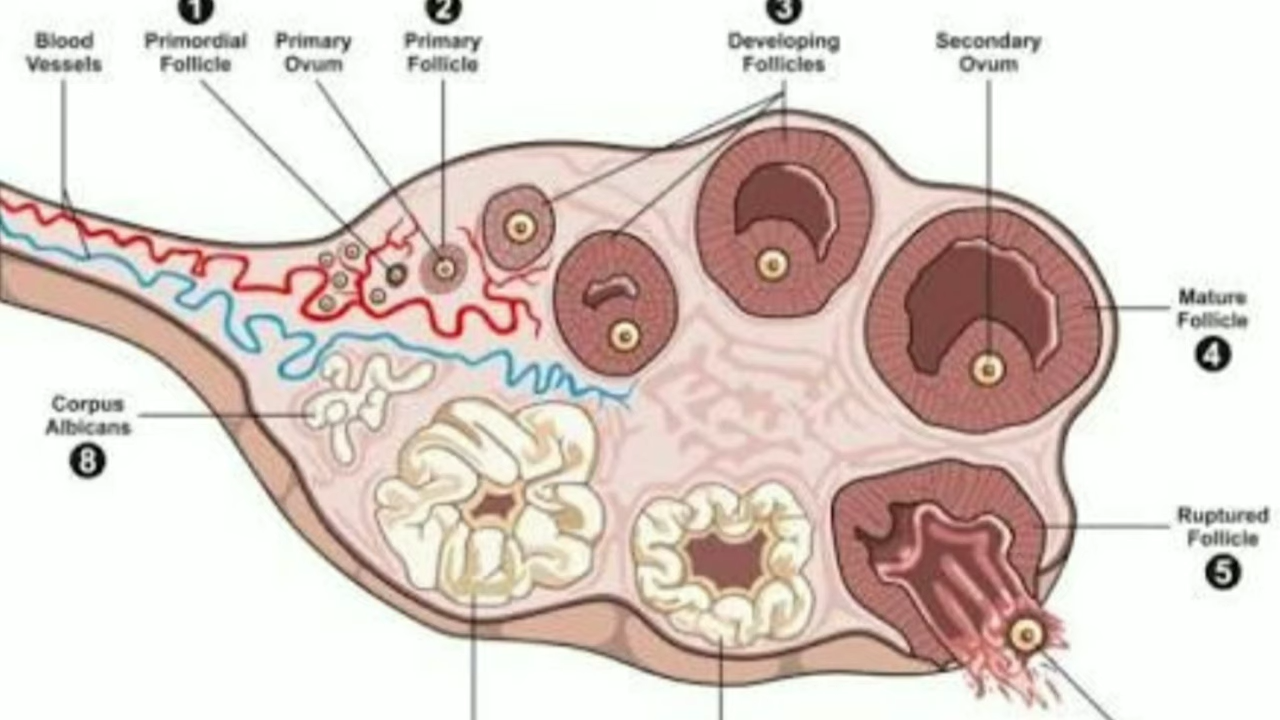 1
2
3
Blood
Vessels
Primordial
Follicle
Primary
Ovum
Primary
Follicle
Developing
Follicles
Secondary
Ovum
Mature
Follicle
4
Corpus
Albicans
8
Ruptured
Follicle
5